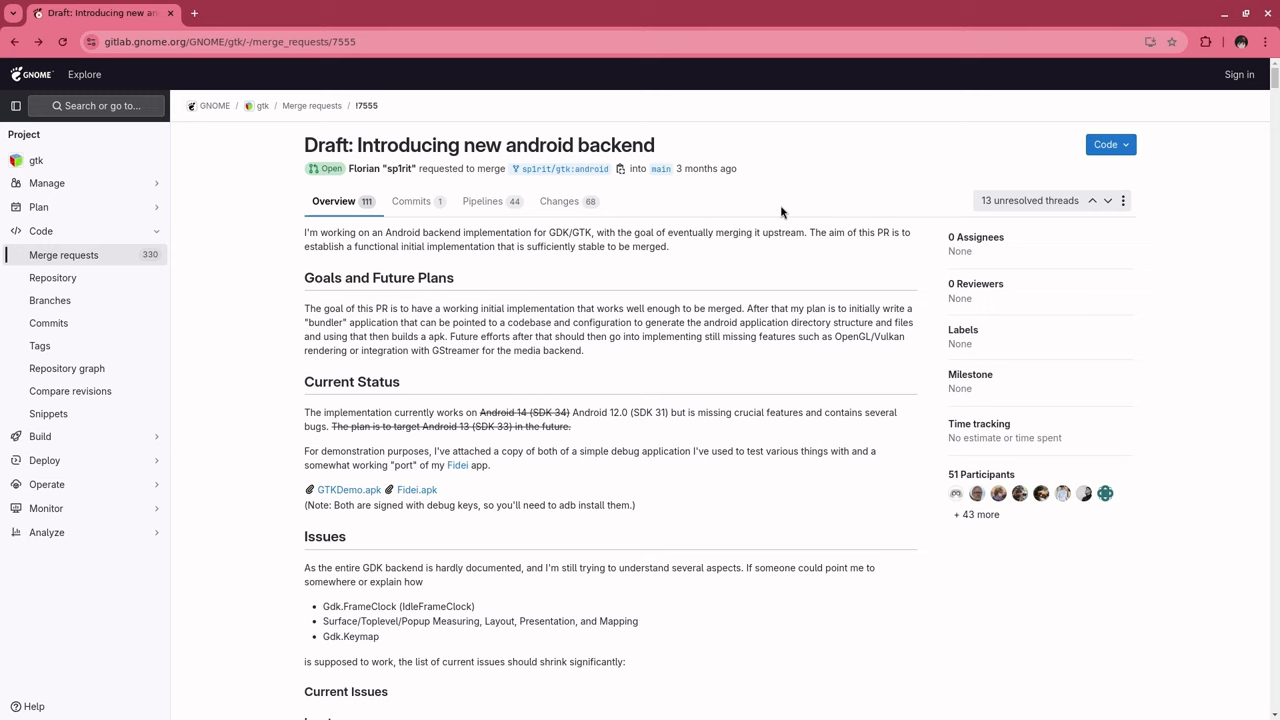 Draft: Introducing new an
gitlab.gnome.org/GNOME/gtk/-/merge_requests/7555
GNOME
Explore
Sign in
Search or go to...
GNOME / gtk / Merge requests / !7555
Project
gtk
Manage
Plan
Code
Merge requests 330
Repository
Branches
Commits
Tags
Repository graph
Compare revisions
Snippets
Build
Deploy
Operate
Monitor
Analyze
Help
Draft: Introducing new android backend
Code
Open Florian "sp1rit" requested to merge sp1rit/gtk:android into main 3 months ago
Overview 111 Commits 1 Pipelines 44 Changes 68
13 unresolved threads
I'm working on an Android backend implementation for GDK/GTK, with the goal of eventually merging it upstream. The aim of this PR is to
establish a functional initial implementation that is sufficiently stable to be merged.
Goals and Future Plans
The goal of this PR is to have a working initial implementation that works well enough to be merged. After that my plan is to initially write a
"bundler" application that can be pointed to a codebase and configuration to generate the android application directory structure and files
and using that then builds a apk. Future efforts after that should then go into implementing still missing features such as OpenGL/Vulkan
rendering or integration with GStreamer for the media backend.
Current Status
The implementation currently works on Android 14 (SDK 34) Android 12.0 (SDK 31) but is missing crucial features and contains several
bugs. The plan is to target Android 13 (SDK 33) in the future.
For demonstration purposes, I've attached a copy of both of a simple debug application I've used to test various things with and a
somewhat working "port" of my Fidei app.
GTKDemo.apk Fidei.apk
(Note: Both are signed with debug keys, so you'll need to adb install them.)
Issues
As the entire GDK backend is hardly documented, and I'm still trying to understand several aspects. If someone could point me to
somewhere or explain how
• Gdk.FrameClock (IdleFrameClock)
• Surface/Toplevel/Popup Measuring, Layout, Presentation, and Mapping
• Gdk.Keymap
is supposed to work, the list of current issues should shrink significantly:
Current Issues
0 Assignees
None
0 Reviewers
None
Labels
None
Milestone
None
Time tracking
No estimate or time spent
51 Participants
+ 43 more